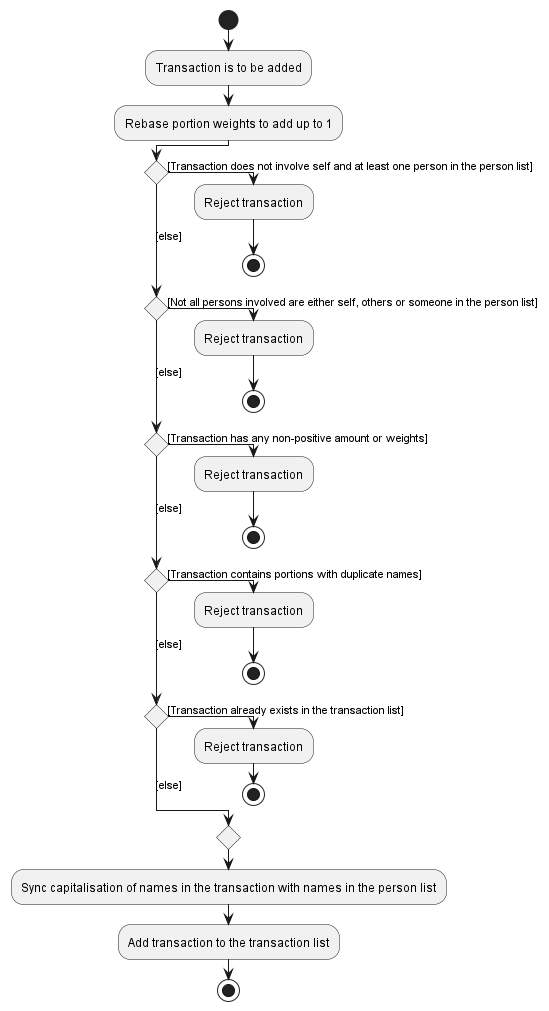 Transaction is to be added
Rebase portion weights to add up to 1
[Transaction does not involve self and at least one person in the person list]
Reject transaction
[else]
[Not all persons involved are either self, others or someone in the person list]
Reject transaction
[else]
[Transaction has any non-positive amount or weights]
Reject transaction
[else]
[Transaction contains portions with duplicate names]
Reject transaction
[else]
[Transaction already exists in the transaction list]
Reject transaction
[else]
Sync capitalisation of names in the transaction with names in the person list
Add transaction to the transaction list